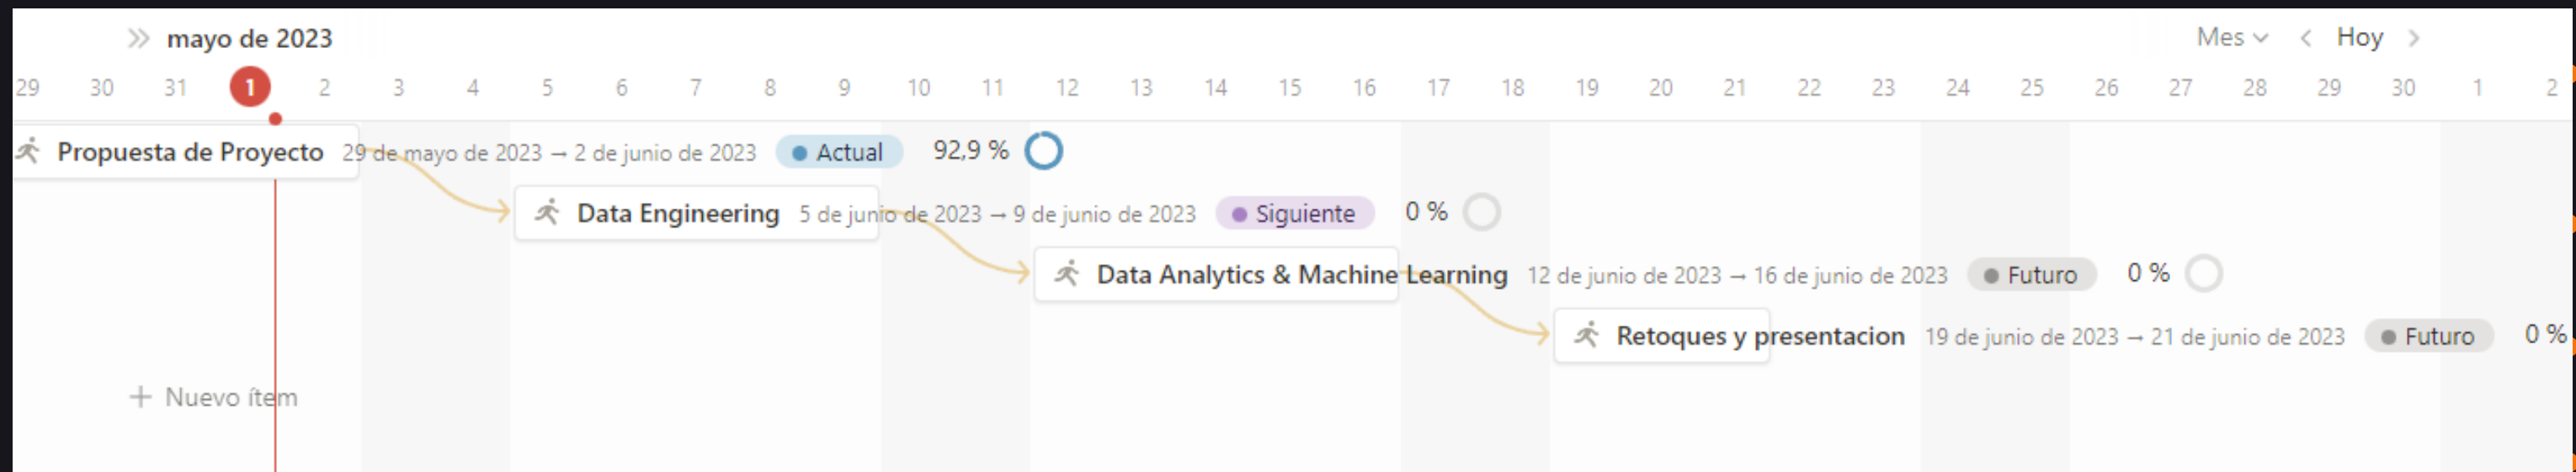 mayo de 2023 Mes Hoy
29 30 31 1 2 3 4 5 6 7 8 9 10 11 12 13 14 15 16 17 18 19 20 21 22 23 24 25 26 27 28 29 30 1 2
Propuesta de Proyecto 29 de mayo de 2023 → 2 de junio de 2023 Actual 92,9 %
Data Engineering 5 de junio de 2023 → 9 de junio de 2023 Siguiente 0 %
Data Analytics & Machine Learning 12 de junio de 2023 → 16 de junio de 2023 Futuro 0 %
Retoques y presentacion 19 de junio de 2023 → 21 de junio de 2023 Futuro 0 %
+ Nuevo ítem